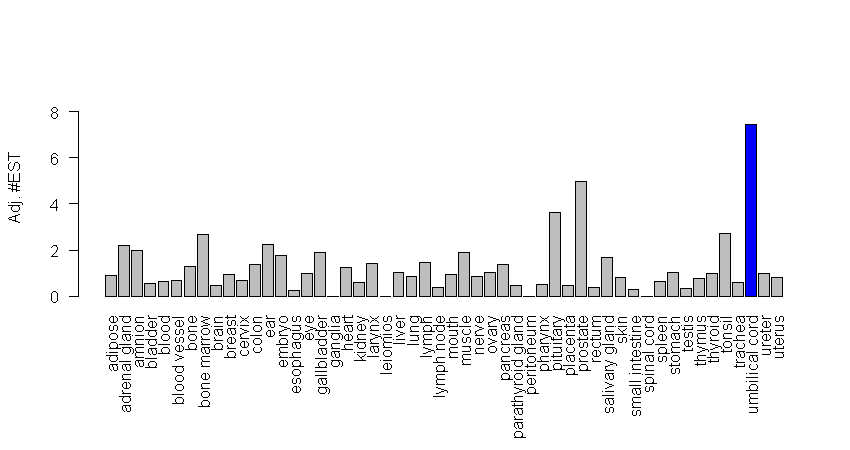 Adj. #EST
8
6
4
2
0
adipose
adrenal gland
amnion
bladder
blood
blood vessel
bone
bone marrow
brain
breast
cervix
colon
ear
embryo
esophagus
eye
gallbladder
ganglia
heart
kidney
larynx
leiomios
liver
lung
lymph
lymph node
mouth
muscle
nerve
ovary
pancreas
parathyroid gland
peritoneum
pharynx
pituitary
placenta
prostate
rectum
salivary gland
skin
small intestine
spinal cord
spleen
stomach
testis
thymus
thyroid
tonsil
trachea
umbilical cord
ureter
uterus